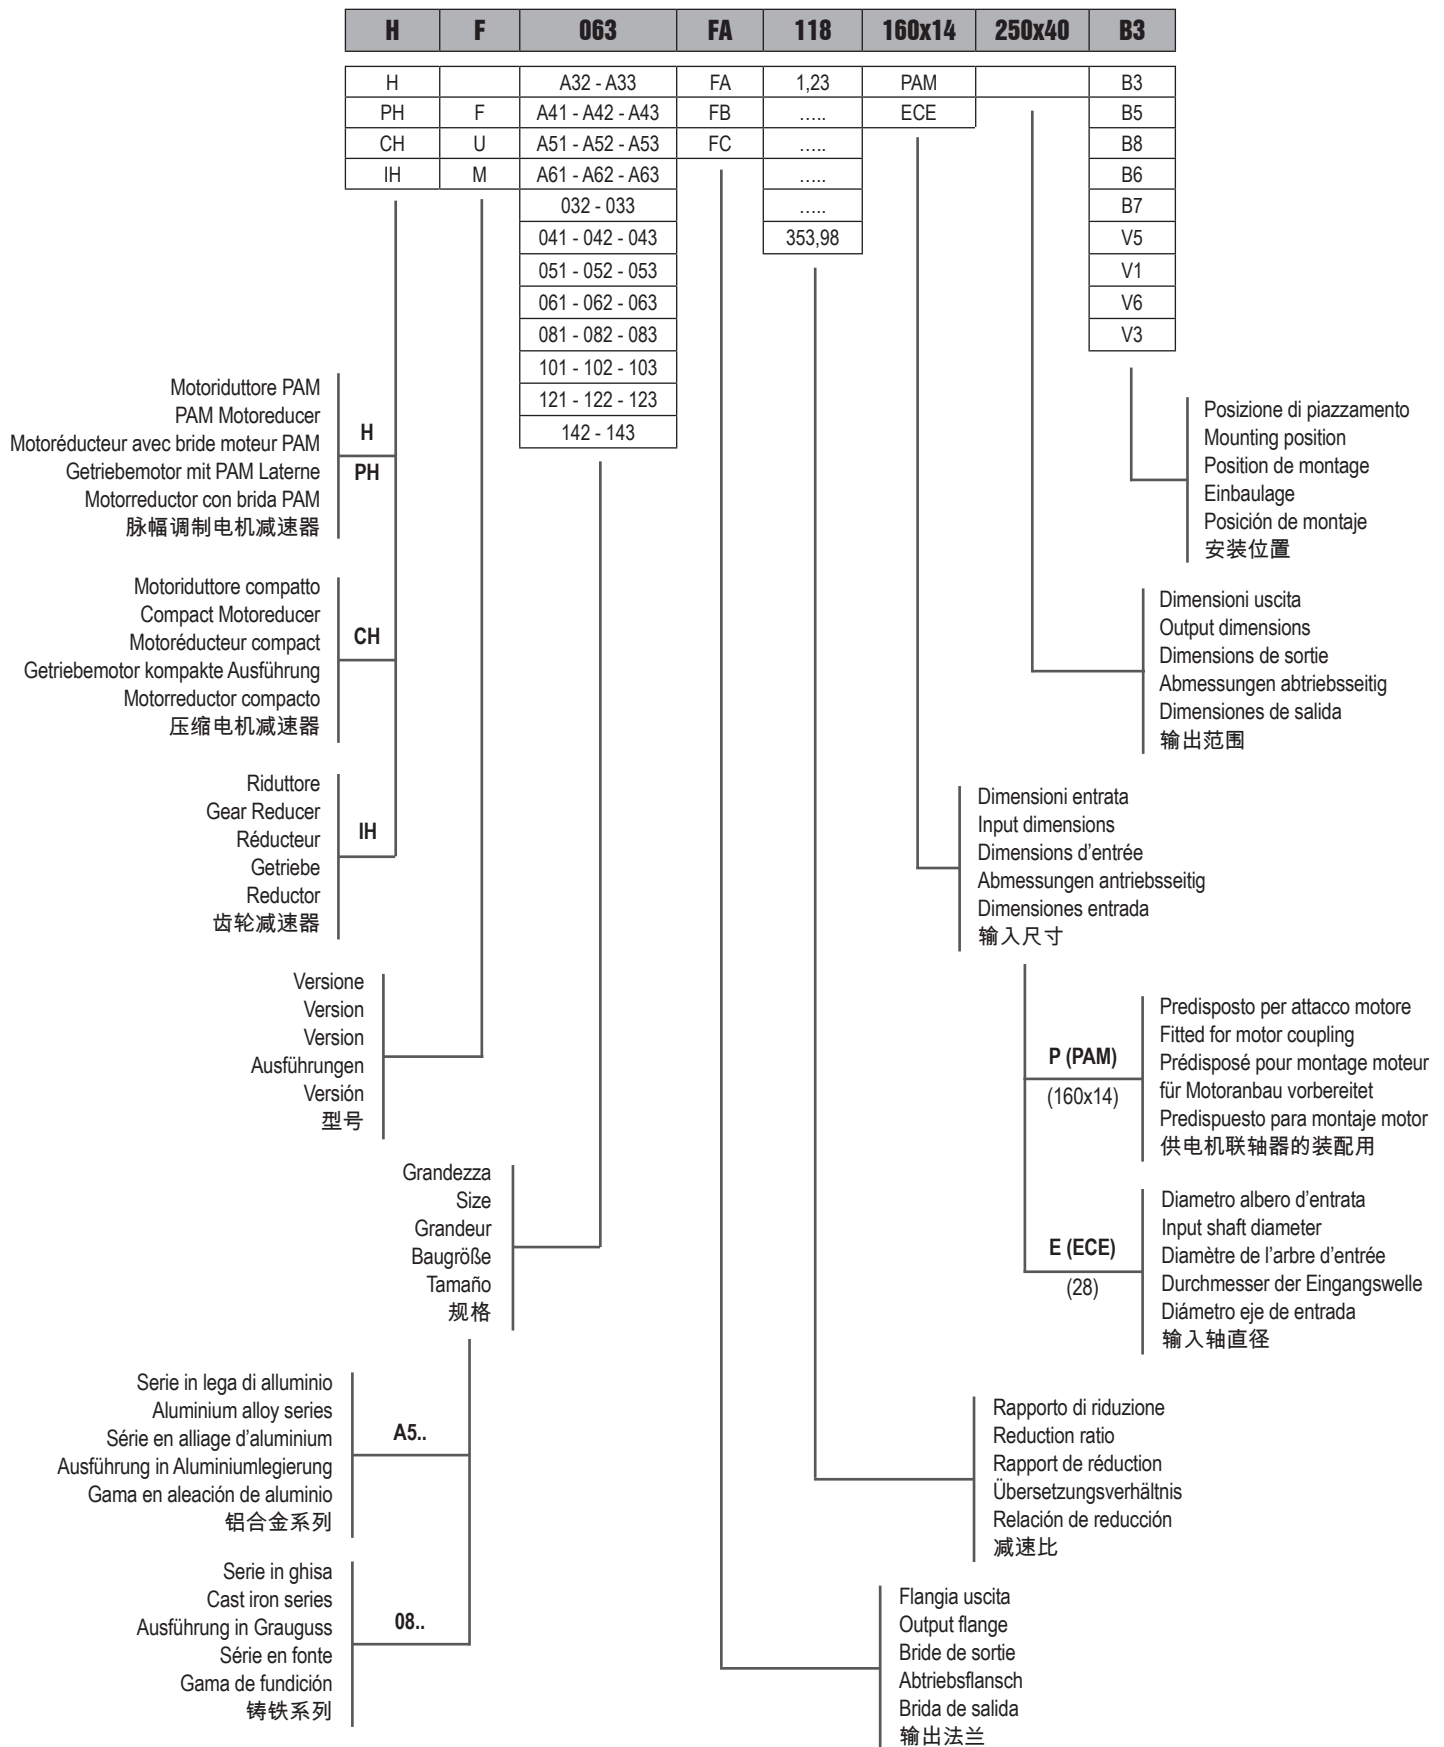 H F 063 FA 118 160x14 250x40 B3
H A32 - A33 FA 1,23 PAM B3
PH F A41 - A42 - A43 FB ..... ECE B5
CH U A51 - A52 - A53 FC ..... B8
IH M A61 - A62 - A63 ..... B6
032 - 033 ..... B7
041 - 042 - 043 353,98 V5
051 - 052 - 053 V1
061 - 062 - 063 V6
081 - 082 - 083 V3
101 - 102 - 103
121 - 122 - 123
142 - 143
Motoriduttore PAM
PAM Motoreducer
Motoréducteur avec bride moteur PAM
Getriebemotor mit PAM Laterne
Motorreductor con brida PAM
脉幅调制电机减速器
H
PH
Posizione di piazzamento
Mounting position
Position de montage
Einbaulage
Posición de montaje
安装位置
Motoriduttore compatto
Compact Motoreducer
Motoréducteur compact
Getriebemotor kompakte Ausführung
Motorreductor compacto
压缩电机减速器
CH
Dimensioni uscita
Output dimensions
Dimensions de sortie
Abmessungen abtriebsseitig
Dimensiones de salida
输出范围
Riduttore
Gear Reducer
Réducteur
Getriebe
Reductor
齿轮减速器
IH
Dimensioni entrata
Input dimensions
Dimensions d’entrée
Abmessungen antriebsseitig
Dimensiones entrada
输入尺寸
Versione
Version
Version
Ausführungen
Versión
型号
P (PAM)
(160x14)
Predisposto per attacco motore
Fitted for motor coupling
Prédisposé pour montage moteur
für Motoranbau vorbereitet
Predispuesto para montaje motor
供电机联轴器的装配用
Grandezza
Size
Grandeur
Baugröße
Tamaño
规格
E (ECE)
(28)
Diametro albero d’entrata
Input shaft diameter
Diamètre de l’arbre d’entrée
Durchmesser der Eingangswelle
Diámetro eje de entrada
输入轴直径
Serie in lega di alluminio
Aluminium alloy series
Série en alliage d’aluminium
Ausführung in Aluminiumlegierung
Gama en aleación de aluminio
铝合金系列
A5..
Rapporto di riduzione
Reduction ratio
Rapport de réduction
Übersetzungsverhältnis
Relación de reducción
减速比
Serie in ghisa
Cast iron series
Ausführung in Grauguss
Série en fonte
Gama de fundición
铸铁系列
08..
Flangia uscita
Output flange
Bride de sortie
Abtriebsflansch
Brida de salida
输出法兰